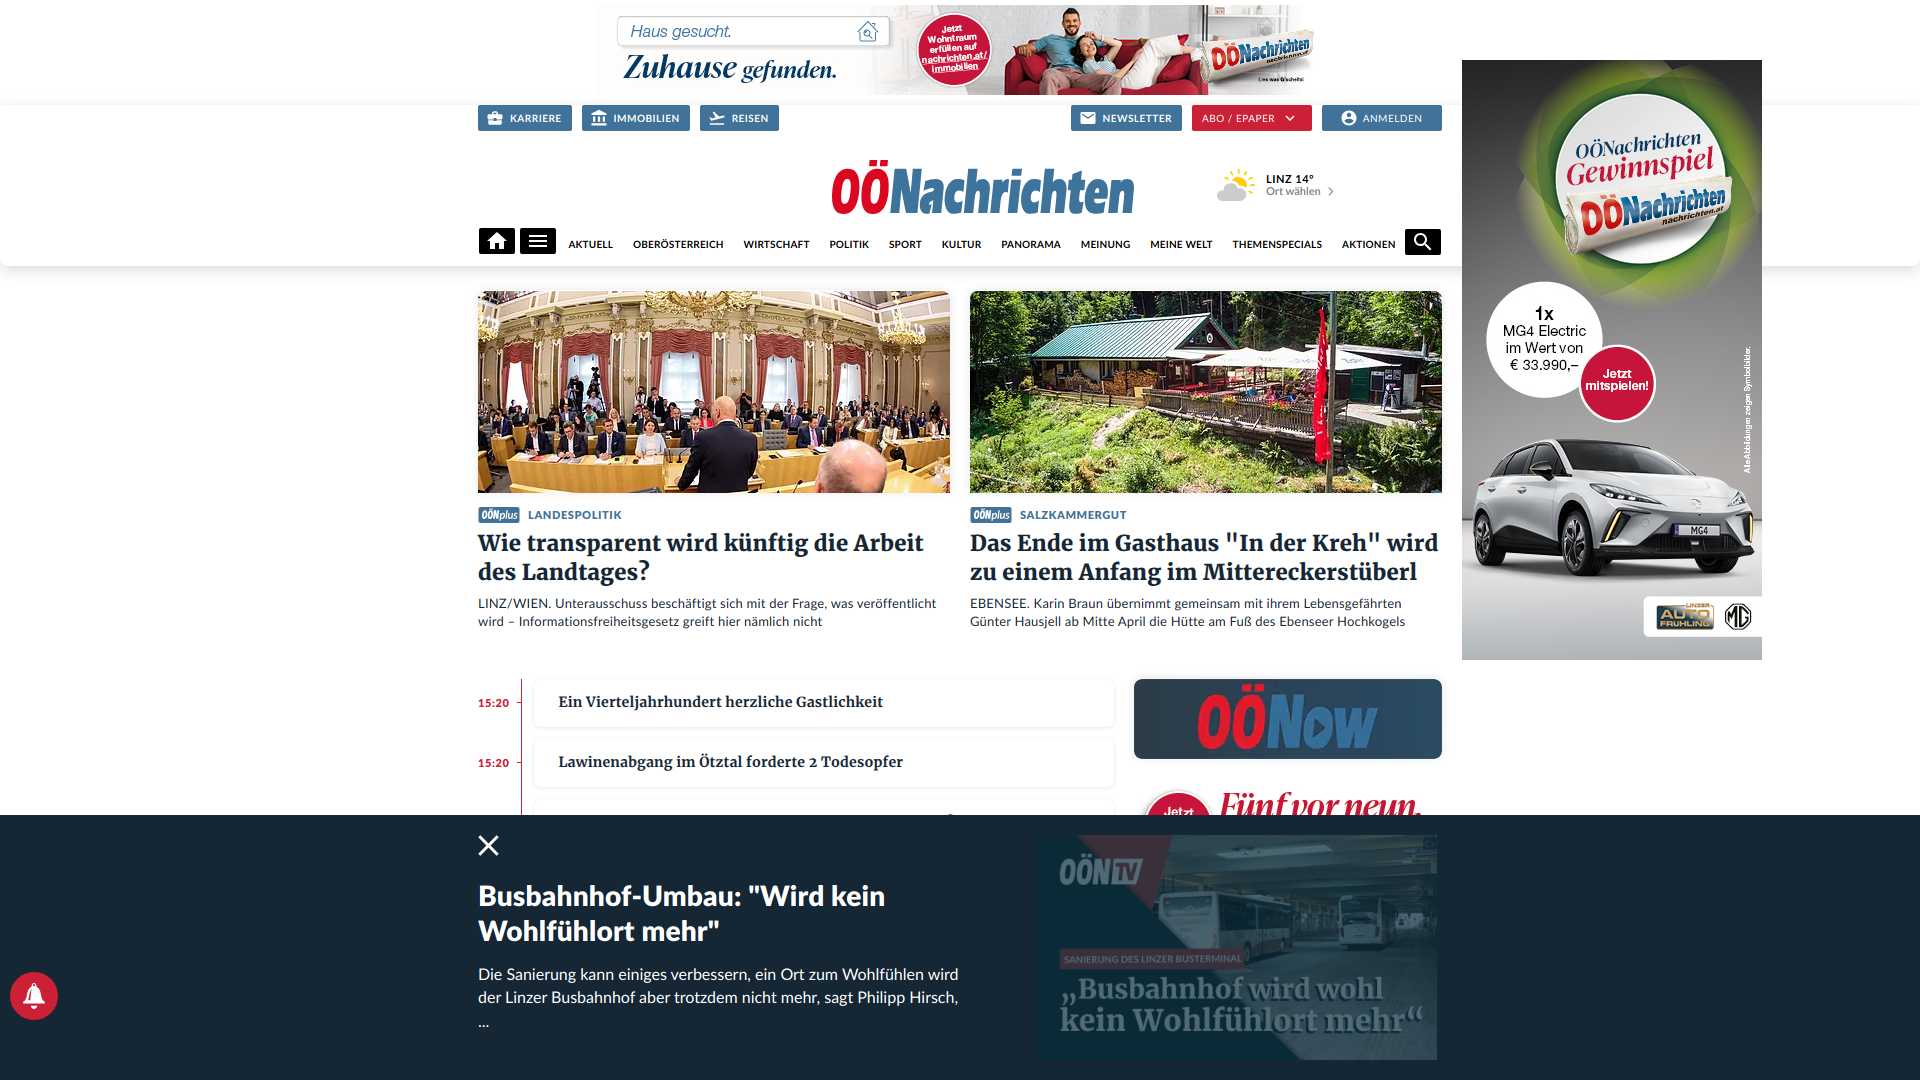 Haus gesucht.
Zuhause gefunden.
Jetzt
Wohntraum
erfüllen auf
nachrichten.at/
immobilien
OÖNachrichten
nachrichten.at
KARRIERE
IMMOBILIEN
REISEN
NEWSLETTER
ABO / EPAPER
ANMELDEN
OÖNachrichten
LINZ 14°
Ort wählen
AKTUELL
OBERÖSTERREICH
WIRTSCHAFT
POLITIK
SPORT
KULTUR
PANORAMA
MEINUNG
MEINE WELT
THEMENSPECIALS
AKTIONEN
OÖNachrichten
Gewinnspiel
OÖNachrichten
nachrichten.at
1x
MG4 Electric
im Wert von
€ 33.990,–
Jetzt
mitspielen!
Alle Abbildungen zeigen Symbolbilder.
MG4
LINZER
AUTO
FRÜHLING
MG
OÖNplus LANDESPOLITIK
Wie transparent wird künftig die Arbeit
des Landtages?
LINZ/WIEN. Unterausschuss beschäftigt sich mit der Frage, was veröffentlicht
wird – Informationsfreiheitsgesetz greift hier nämlich nicht
OÖNplus SALZKAMMERGUT
Das Ende im Gasthaus "In der Kreh" wird
zu einem Anfang im Mittereckerstüberl
EBENSEE. Karin Braun übernimmt gemeinsam mit ihrem Lebensgefährten
Günter Hausjell ab Mitte April die Hütte am Fuß des Ebenseer Hochkogels
15:20 Ein Vierteljahrhundert herzliche Gastlichkeit
15:20 Lawinenabgang im Ötztal forderte 2 Todesopfer
OÖNow
Jetzt
Fünf vor neun.
Busbahnhof-Umbau: "Wird kein
Wohlfühlort mehr"
Die Sanierung kann einiges verbessern, ein Ort zum Wohlfühlen wird
der Linzer Busbahnhof aber trotzdem nicht mehr, sagt Philipp Hirsch,
...
OÖN TV
SANIERUNG DES LINZER BUSTERMINAL
„Busbahnhof wird wohl
kein Wohlfühlort mehr“